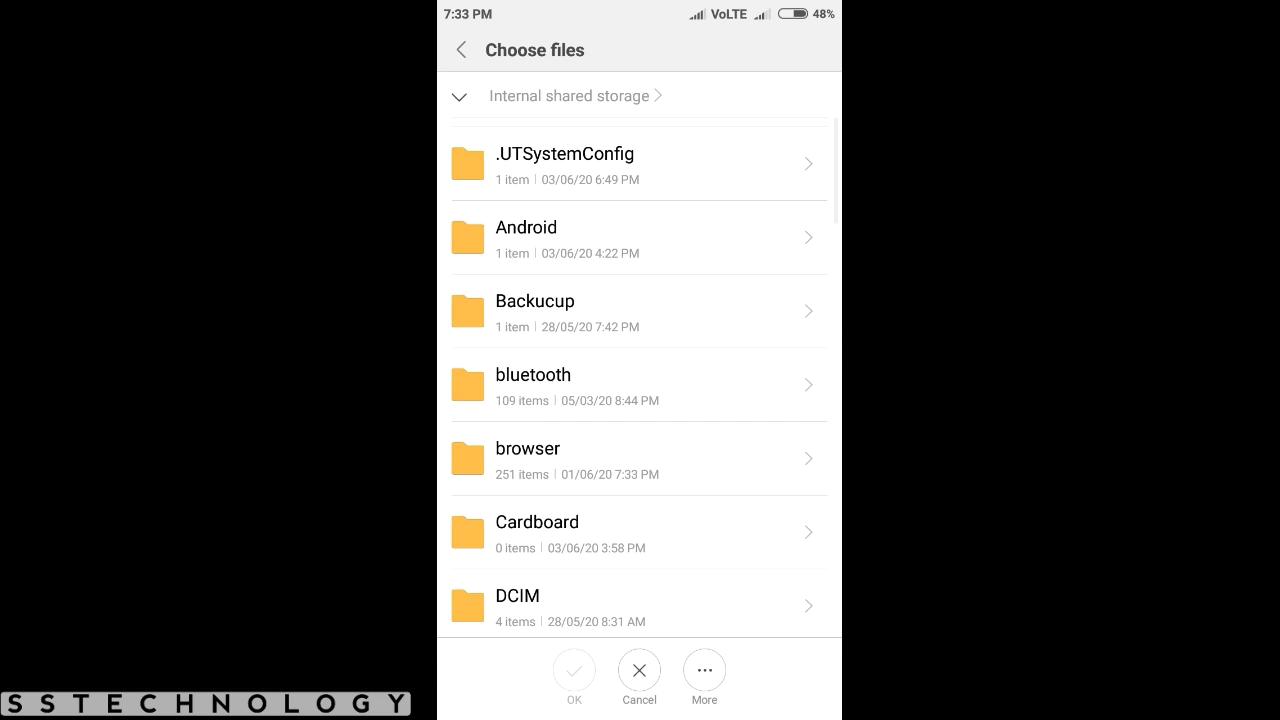 7:33 PM VoLTE 48%
Choose files
Internal shared storage
.UTSystemConfig
1 item | 03/06/20 6:49 PM
Android
1 item | 03/06/20 4:22 PM
Backucup
1 item | 28/05/20 7:42 PM
bluetooth
109 items | 05/03/20 8:44 PM
browser
251 items | 01/06/20 7:33 PM
Cardboard
0 items | 03/06/20 3:58 PM
DCIM
4 items | 28/05/20 8:31 AM
OK Cancel More
SSTECHNOLOGY